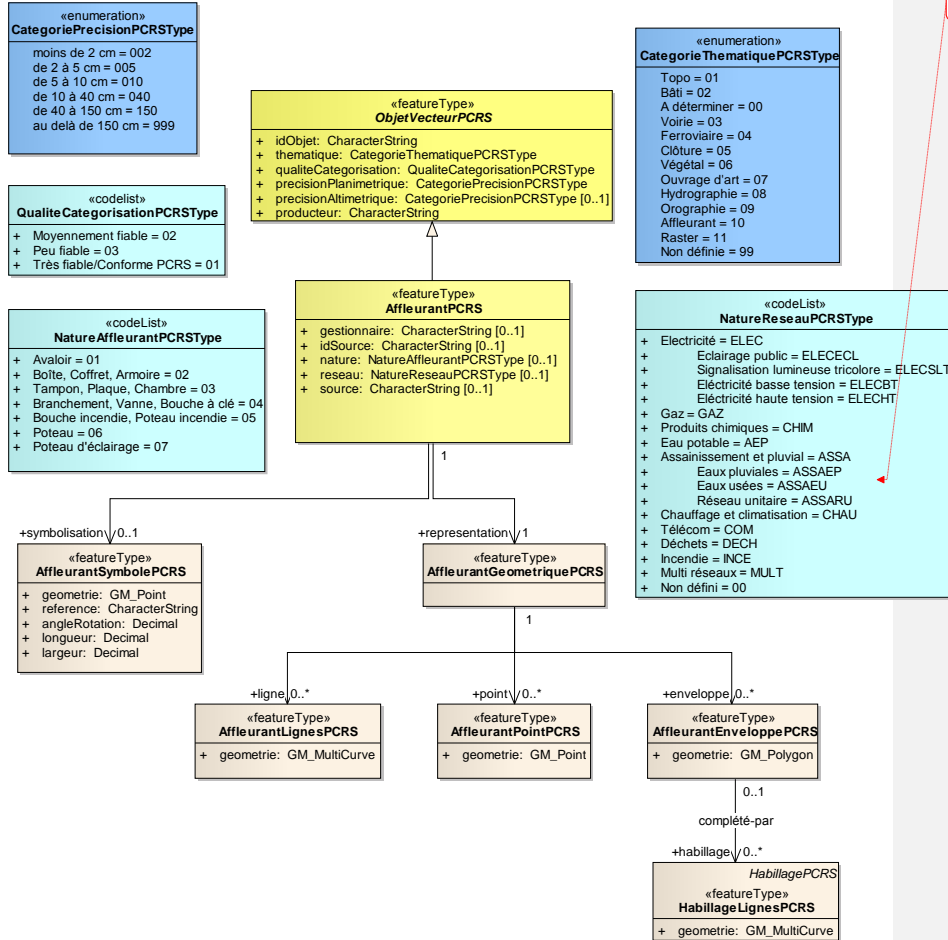 «enumeration»
CategoriePrecisionPCRSType
moins de 2 cm = 002
de 2 à 5 cm = 005
de 5 à 10 cm = 010
de 10 à 40 cm = 040
de 40 à 150 cm = 150
au delà de 150 cm = 999
«codelist»
QualiteCategorisationPCRSType
+ Moyennement fiable = 02
+ Peu fiable = 03
+ Très fiable/Conforme PCRS = 01
«codeList»
NatureAffleurantPCRSType
+ Avaloir = 01
+ Boîte, Coffret, Armoire = 02
+ Tampon, Plaque, Chambre = 03
+ Branchement, Vanne, Bouche à clé = 04
+ Bouche incendie, Poteau incendie = 05
+ Poteau = 06
+ Poteau d'éclairage = 07
«featureType»
ObjetVecteurPCRS
+ idObjet: CharacterString
+ thematique: CategorieThematiquePCRSType
+ qualiteCategorisation: QualiteCategorisationPCRSType
+ precisionPlanimetrique: CategoriePrecisionPCRSType
+ precisionAltimetrique: CategoriePrecisionPCRSType [0..1]
+ producteur: CharacterString
«featureType»
AffleurantPCRS
+ gestionnaire: CharacterString [0..1]
+ idSource: CharacterString [0..1]
+ nature: NatureAffleurantPCRSType [0..1]
+ reseau: NatureReseauPCRSType [0..1]
+ source: CharacterString [0..1]
«enumeration»
CategorieThematiquePCRSType
Topo = 01
Bâti = 02
A déterminer = 00
Voirie = 03
Ferroviaire = 04
Clôture = 05
Végétal = 06
Ouvrage d'art = 07
Hydrographie = 08
Orographie = 09
Affleurant = 10
Raster = 11
Non définie = 99
«codeList»
NatureReseauPCRSType
+ Electricité = ELEC
+ Eclairage public = ELECECL
+ Signalisation lumineuse tricolore = ELECSLT
+ Eléctricité basse tension = ELECBT
+ Eléctricité haute tension = ELECHT
+ Gaz = GAZ
+ Produits chimiques = CHIM
+ Eau potable = AEP
+ Assainissement et pluvial = ASSA
+ Eaux pluviales = ASSAEP
+ Eaux usées = ASSAEU
+ Réseau unitaire = ASSARU
+ Chauffage et climatisation = CHAU
+ Télécom = COM
+ Déchets = DECH
+ Incendie = INCE
+ Multi réseaux = MULT
+ Non défini = 00
1
+symbolisation 0..1
+representation 1
«featureType»
AffleurantSymbolePCRS
+ geometrie: GM_Point
+ reference: CharacterString
+ angleRotation: Decimal
+ longueur: Decimal
+ largeur: Decimal
«featureType»
AffleurantGeometriquePCRS
1
+ligne 0..*
+point 0..*
+enveloppe 0..*
«featureType»
AffleurantLignesPCRS
+ geometrie: GM_MultiCurve
«featureType»
AffleurantPointPCRS
+ geometrie: GM_Point
«featureType»
AffleurantEnveloppePCRS
+ geometrie: GM_Polygon
0..1
complété-par
+habillage 0..*
HabillagePCRS
«featureType»
HabillageLignesPCRS
+ geometrie: GM_MultiCurve